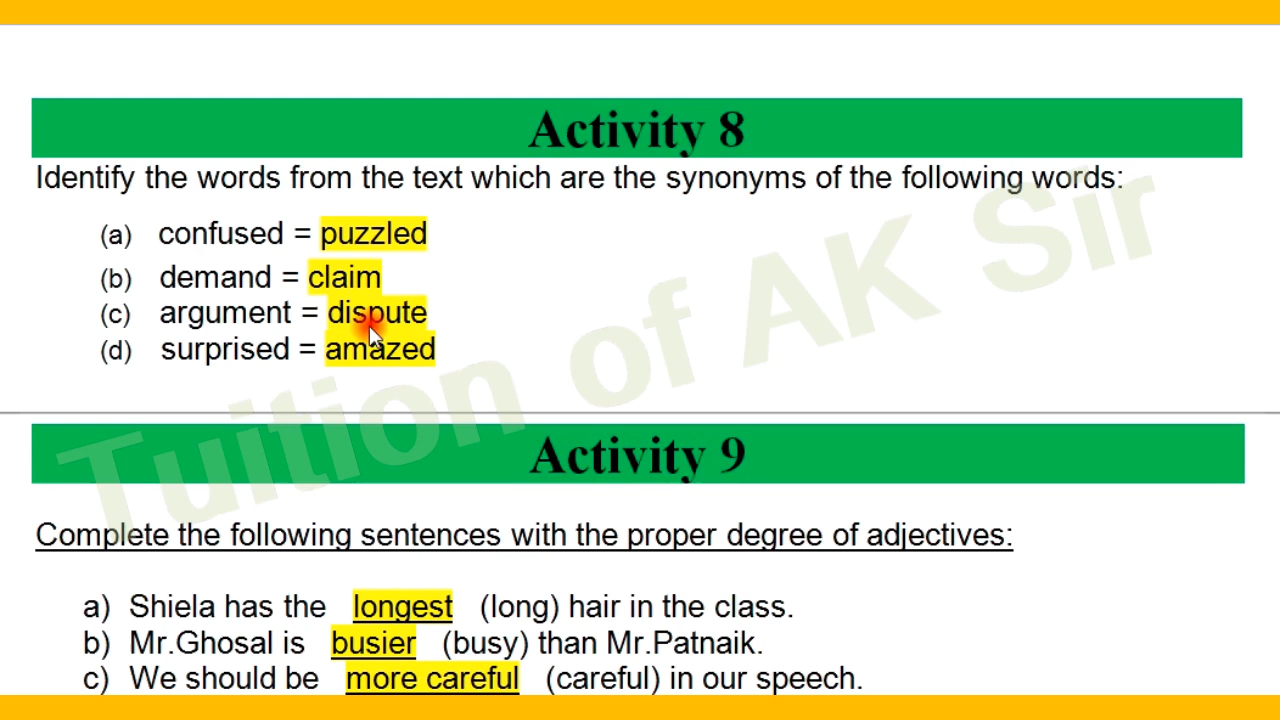 Activity 8
Identify the words from the text which are the synonyms of the following words:
(a) confused = puzzled
(b) demand = claim
(c) argument = dispute
(d) surprised = amazed
Tuition of AK Sir
Activity 9
Complete the following sentences with the proper degree of adjectives:
a) Shiela has the longest (long) hair in the class.
b) Mr.Ghosal is busier (busy) than Mr.Patnaik.
c) We should be more careful (careful) in our speech.